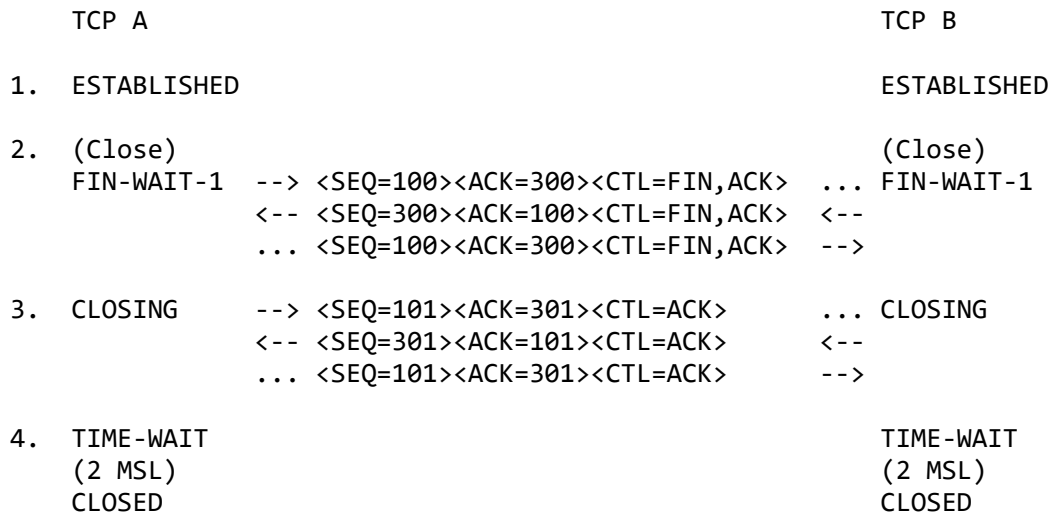 TCP A                                                TCP B
1.  ESTABLISHED                                          ESTABLISHED
2.  (Close)                                              (Close)
    FIN-WAIT-1  --> <SEQ=100><ACK=300><CTL=FIN,ACK>  ... FIN-WAIT-1
                <-- <SEQ=300><ACK=100><CTL=FIN,ACK>  <--
                ... <SEQ=100><ACK=300><CTL=FIN,ACK>  -->
3.  CLOSING     --> <SEQ=101><ACK=301><CTL=ACK>      ... CLOSING
                <-- <SEQ=301><ACK=101><CTL=ACK>      <--
                ... <SEQ=101><ACK=301><CTL=ACK>      -->
4.  TIME-WAIT                                            TIME-WAIT
    (2 MSL)                                              (2 MSL)
    CLOSED                                               CLOSED